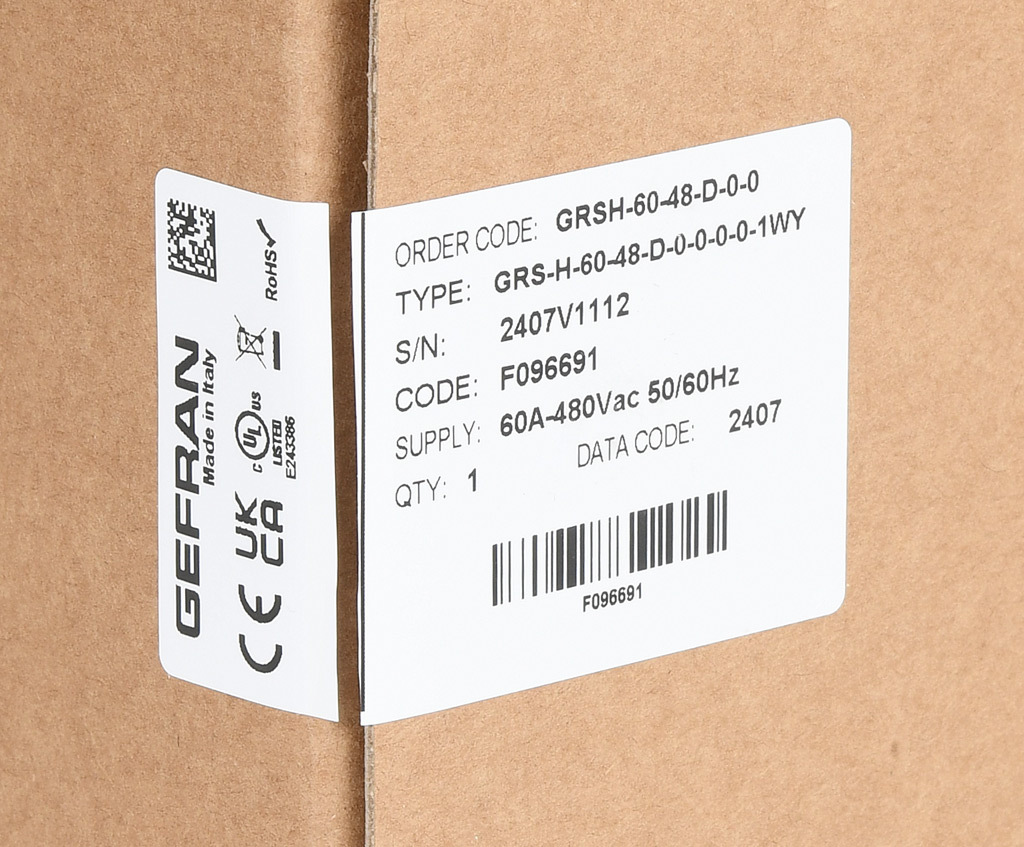 GEFRAN
Made in Italy
RoHS
c UL US
LISTED
E243386
UK
CA
CE
ORDER CODE: GRSH-60-48-D-0-0
TYPE: GRS-H-60-48-D-0-0-0-0-1WY
S/N: 2407V1112
CODE: F096691
SUPPLY: 60A-480Vac 50/60Hz
QTY: 1 DATA CODE: 2407
F096691